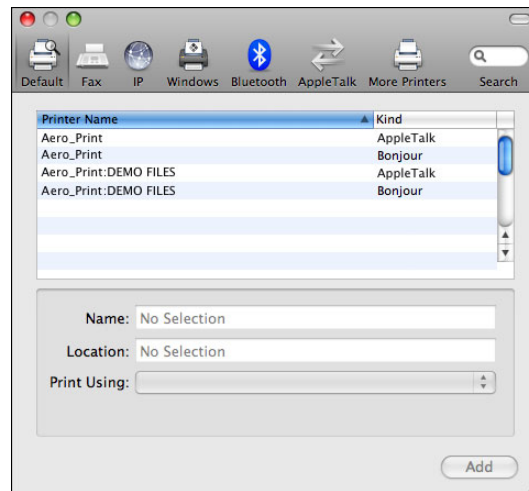 Default Fax IP Windows Bluetooth AppleTalk More Printers Search
Printer Name Kind
Aero_Print AppleTalk
Aero_Print Bonjour
Aero_Print:DEMO FILES AppleTalk
Aero_Print:DEMO FILES Bonjour
Name: No Selection
Location: No Selection
Print Using:
Add